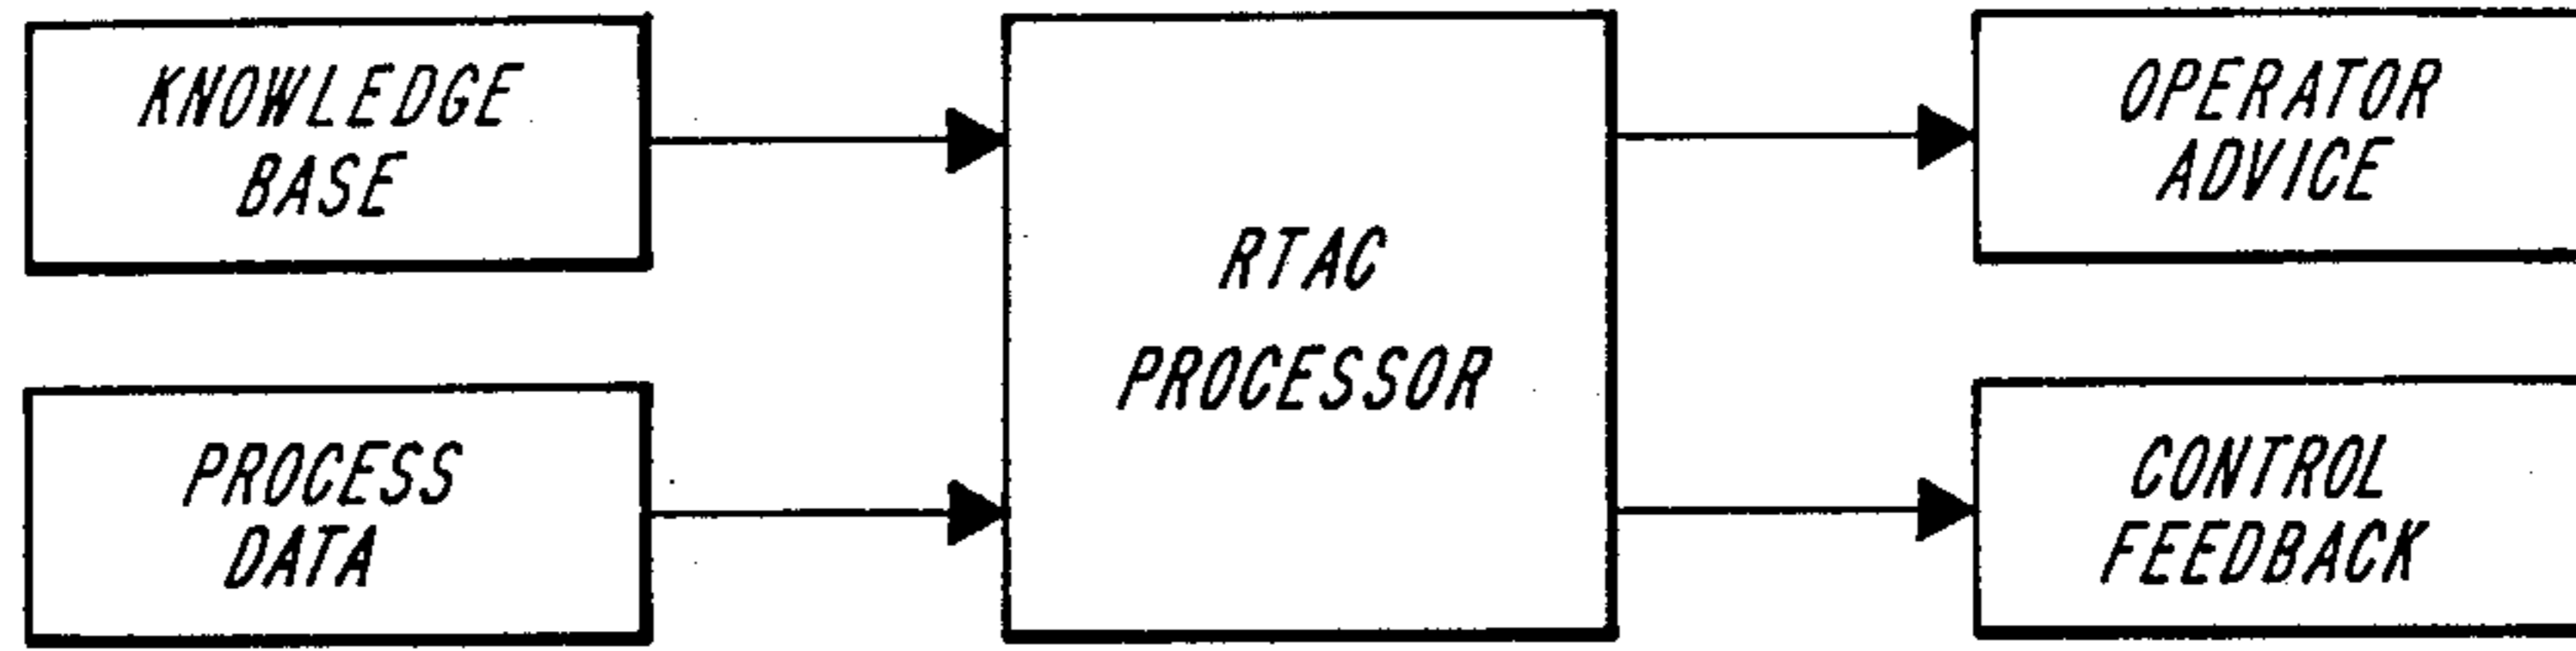 KNOWLEDGE
BASE
PROCESS
DATA
RTAC
PROCESSOR
OPERATOR
ADVICE
CONTROL
FEEDBACK